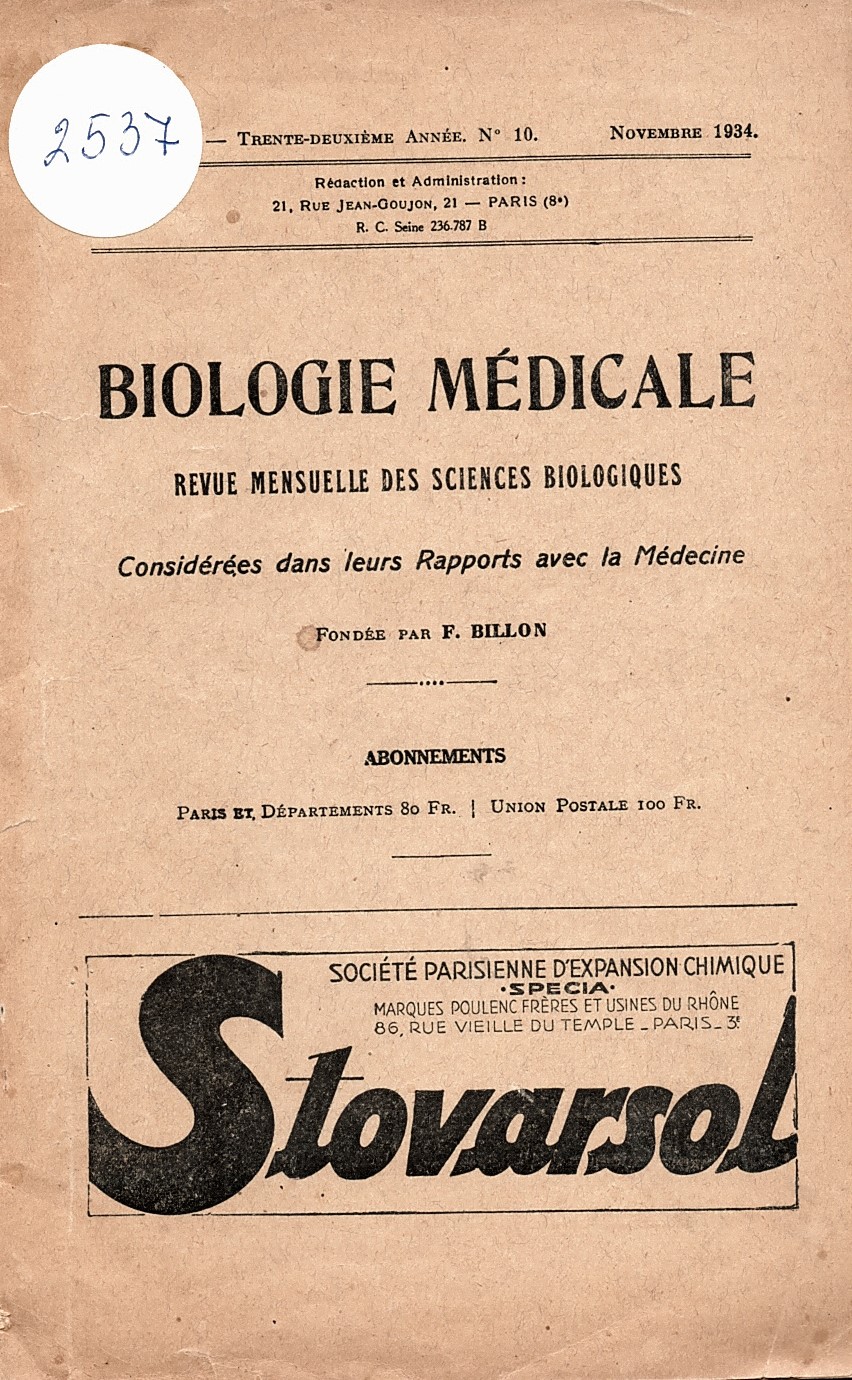 2537
— Trente-deuxième Année. N° 10. Novembre 1934.
Rédaction et Administration :
21, Rue Jean-Goujon, 21 — PARIS (8e)
R. C. Seine 236.787 B
BIOLOGIE MÉDICALE
REVUE MENSUELLE DES SCIENCES BIOLOGIQUES
Considérées dans leurs Rapports avec la Médecine
Fondée par F. BILLON
ABONNEMENTS
Paris et Départements 80 Fr. | Union Postale 100 Fr.
SOCIÉTÉ PARISIENNE D'EXPANSION CHIMIQUE
·SPECIA·
MARQUES POULENC FRÈRES ET USINES DU RHÔNE
86, RUE VIEILLE DU TEMPLE _ PARIS _ 3e
Stovarsol